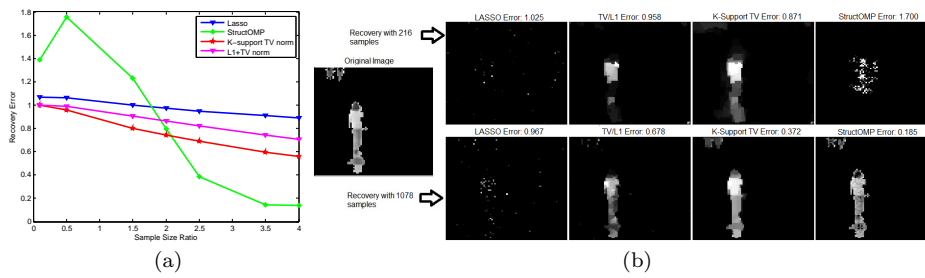 1.8
1.6
1.4
1.2
1
0.8
0.6
0.4
0.2
0
Recovery Error
0 0.5 1 1.5 2 2.5 3 3.5 4
Sample Size Ratio
Lasso
StructOMP
K−support TV norm
L1+TV norm
(a)
Recovery with 216
samples
Original Image
Recovery with 1078
samples
LASSO Error: 1.025
TV/L1 Error: 0.958
K-Support TV Error: 0.871
StructOMP Error: 1.700
LASSO Error: 0.967
TV/L1 Error: 0.678
K-Support TV Error: 0.372
StructOMP Error: 0.185
(b)